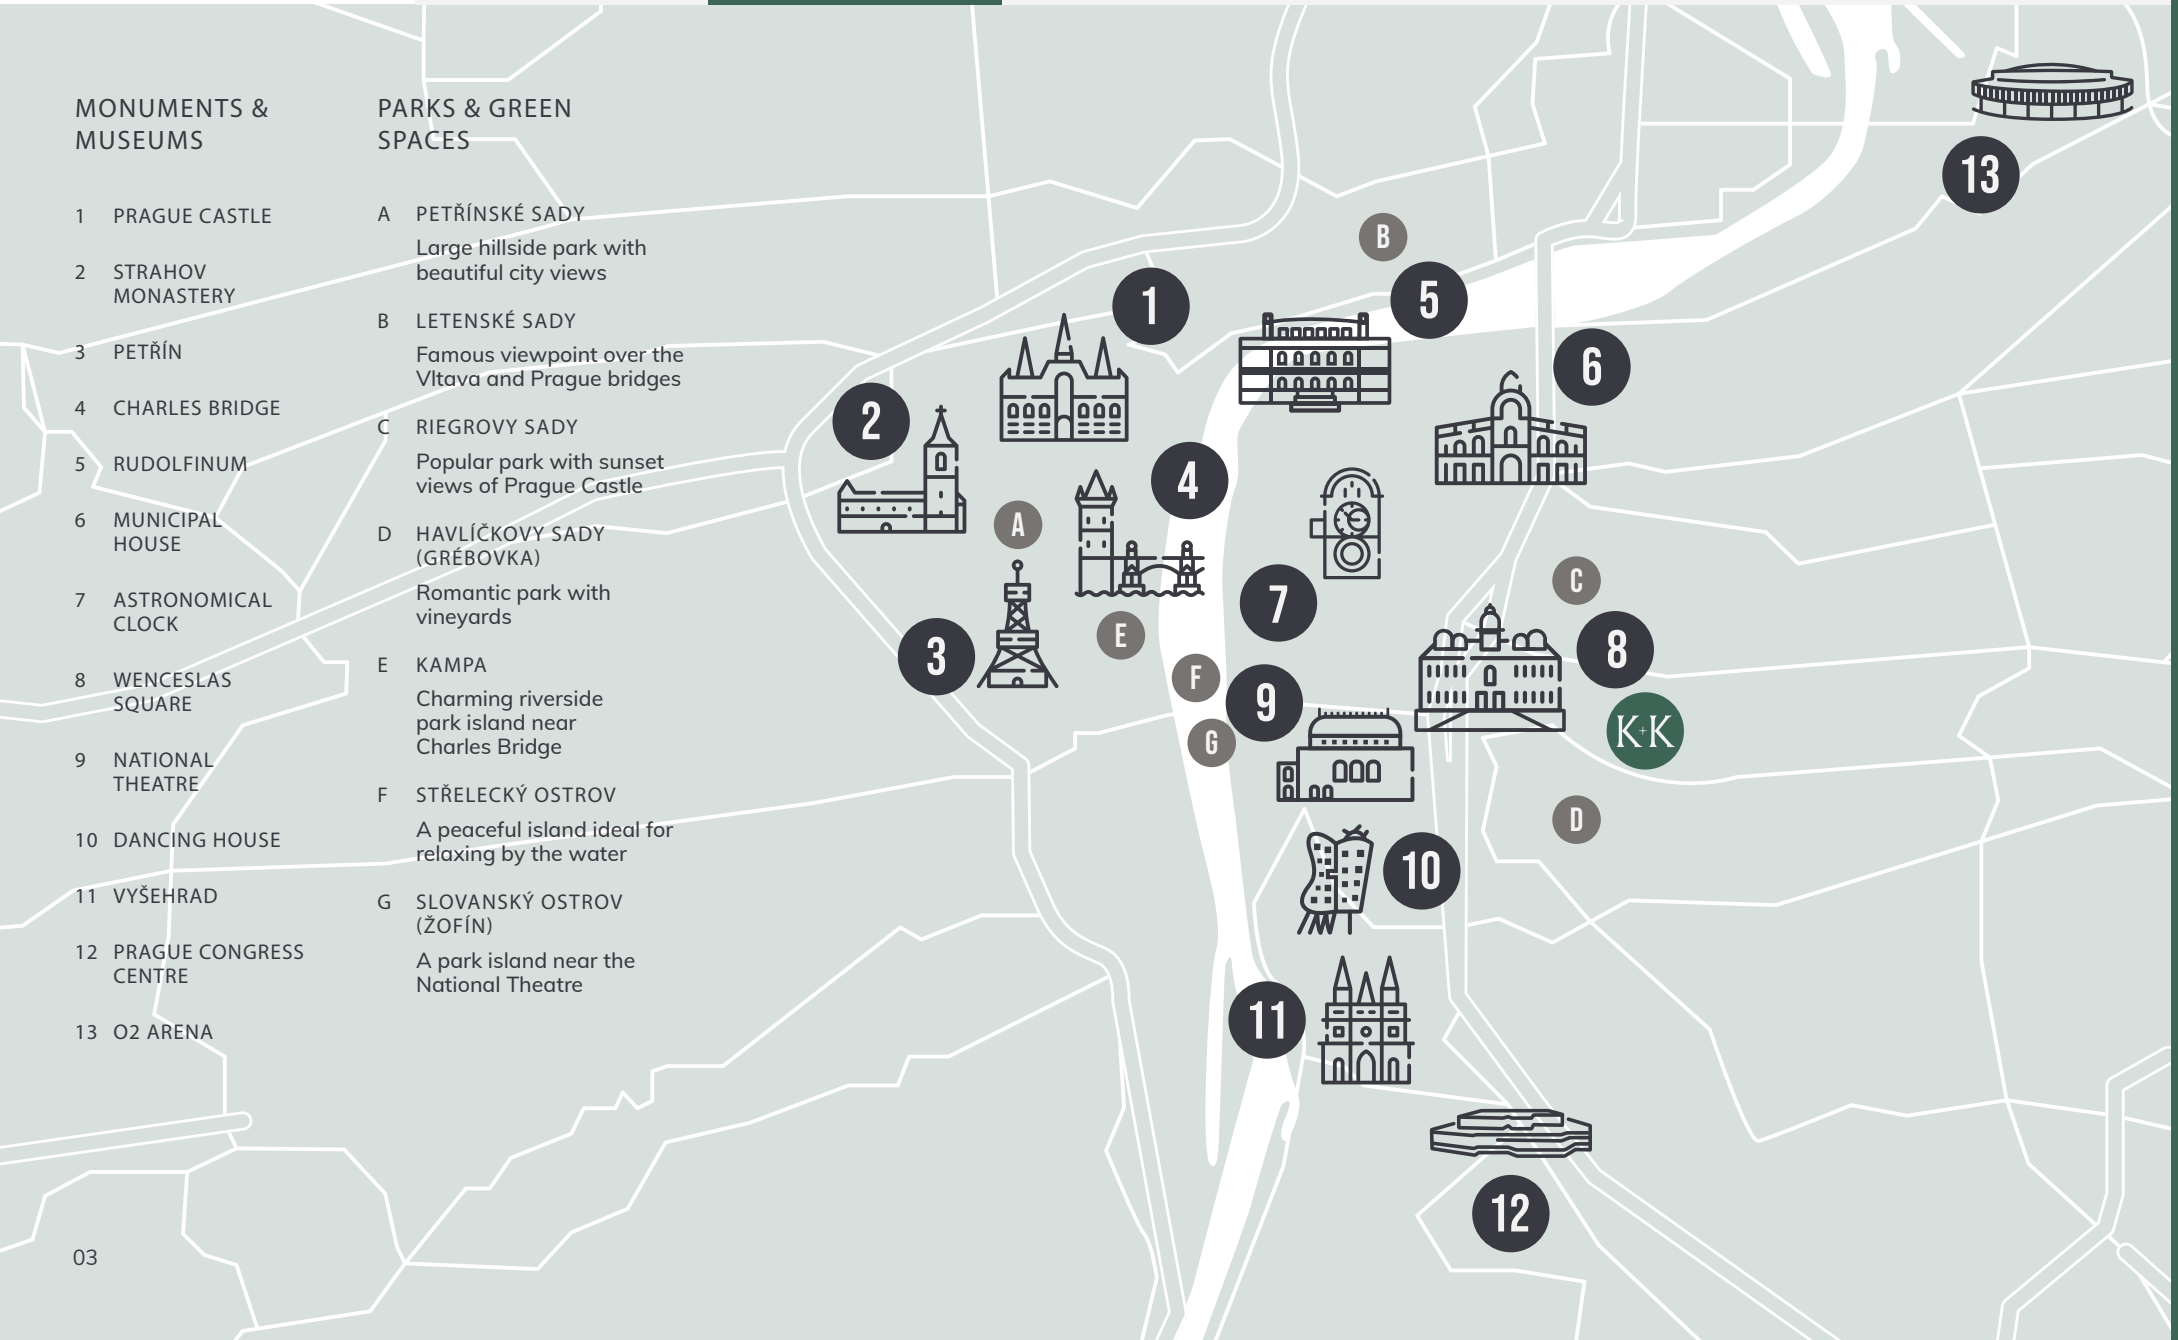 MONUMENTS &
MUSEUMS
1 PRAGUE CASTLE
2 STRAHOV
MONASTERY
3 PETŘÍN
4 CHARLES BRIDGE
5 RUDOLFINUM
6 MUNICIPAL
HOUSE
7 ASTRONOMICAL
CLOCK
8 WENCESLAS
SQUARE
9 NATIONAL
THEATRE
10 DANCING HOUSE
11 VYŠEHRAD
12 PRAGUE CONGRESS
CENTRE
13 O2 ARENA
PARKS & GREEN
SPACES
A PETŘÍNSKÉ SADY
Large hillside park with
beautiful city views
B LETENSKÉ SADY
Famous viewpoint over the
Vltava and Prague bridges
C RIEGROVY SADY
Popular park with sunset
views of Prague Castle
D HAVLÍČKOVY SADY
(GRÉBOVKA)
Romantic park with
vineyards
E KAMPA
Charming riverside
park island near
Charles Bridge
F STŘELECKÝ OSTROV
A peaceful island ideal for
relaxing by the water
G SLOVANSKÝ OSTROV
(ŽOFÍN)
A park island near the
National Theatre
13
B
1
5
6
2
4
A
C
7
E
3
8
F
9
K+K
G
D
10
11
12
03